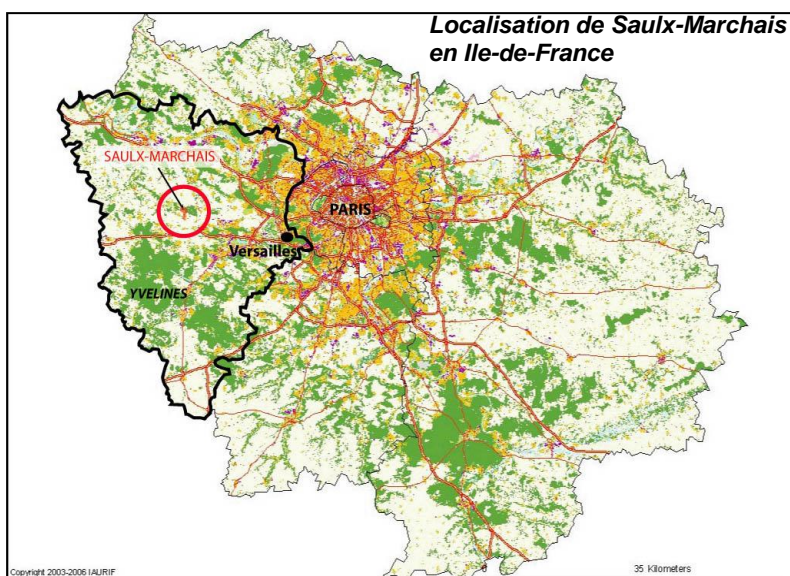 Localisation de Saulx-Marchais
en Ile-de-France
SAULX-MARCHAIS
PARIS
Versailles
YVELINES
Copyright 2003-2006 IAURIF
0 35 Kilometers